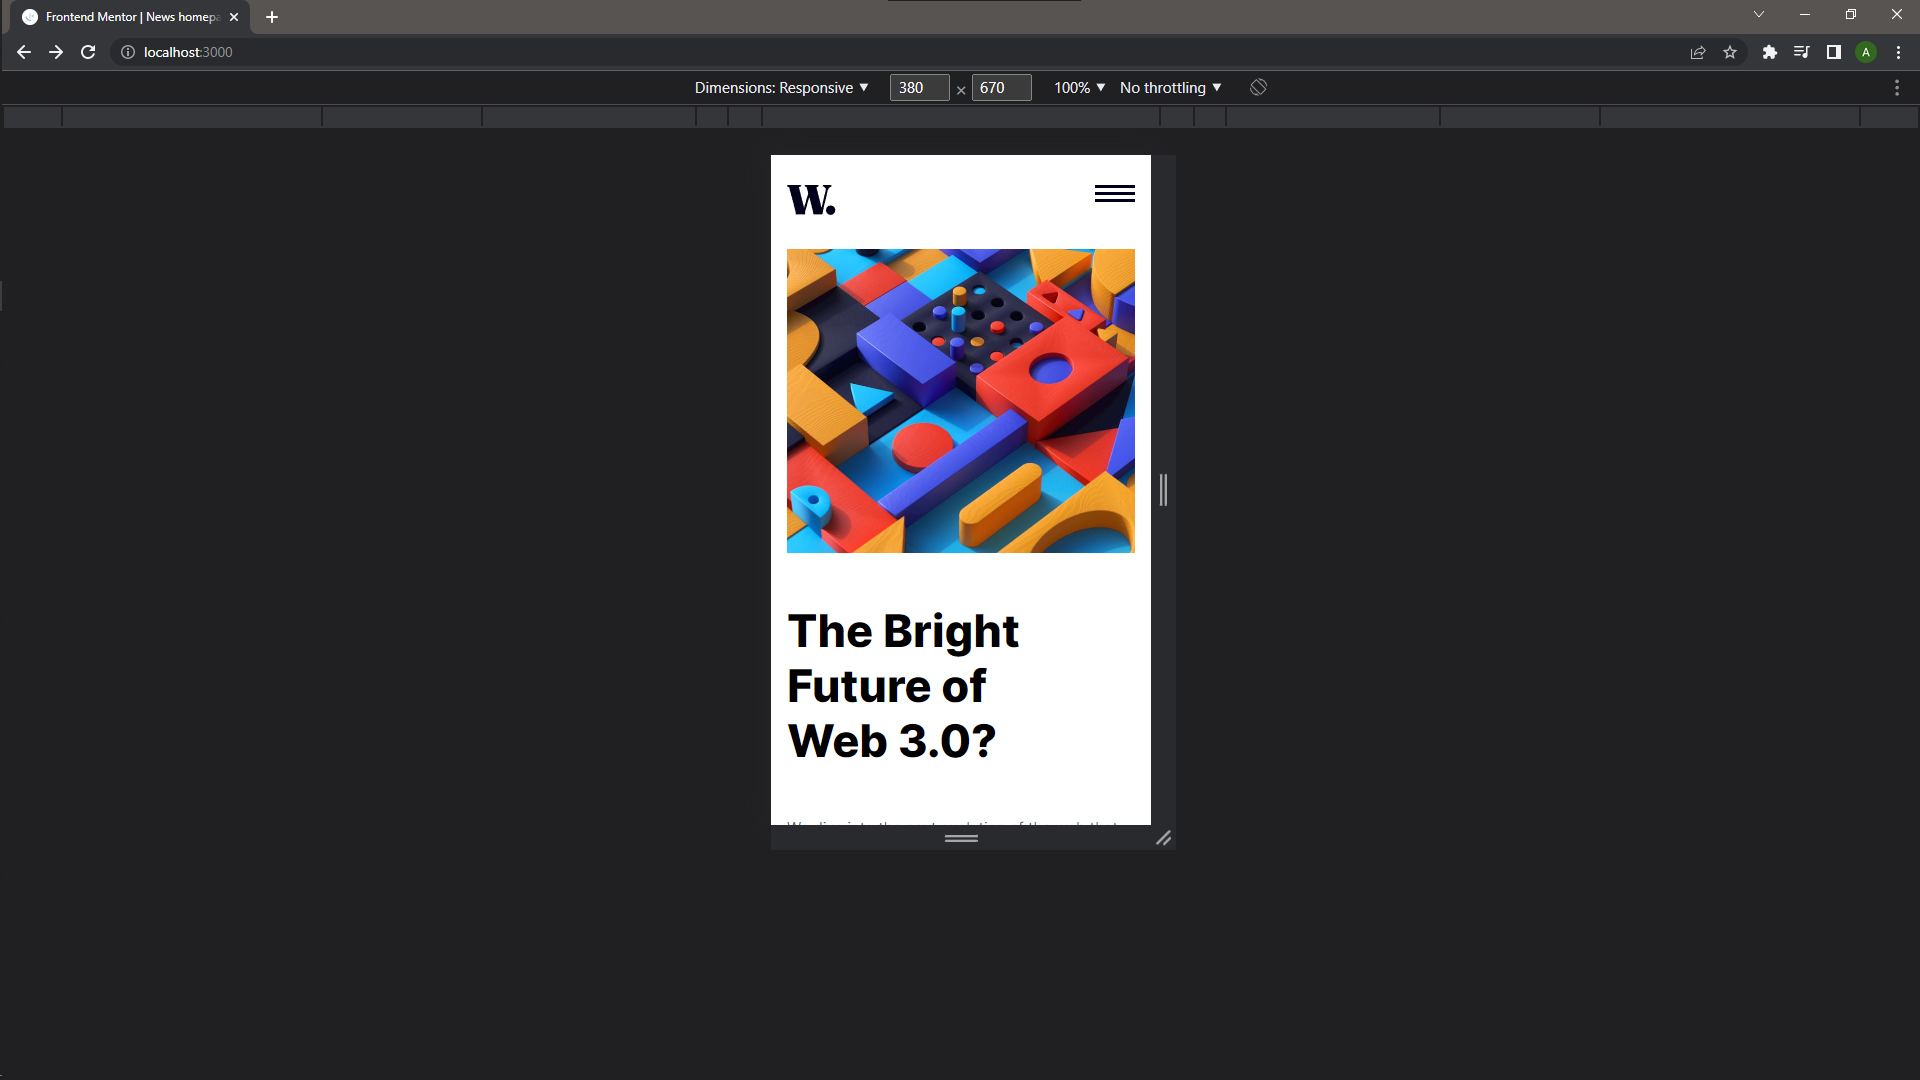 Frontend Mentor | News homepa
localhost:3000
Dimensions: Responsive 380 × 670 100% No throttling
A
W.
The Bright
Future of
Web 3.0?